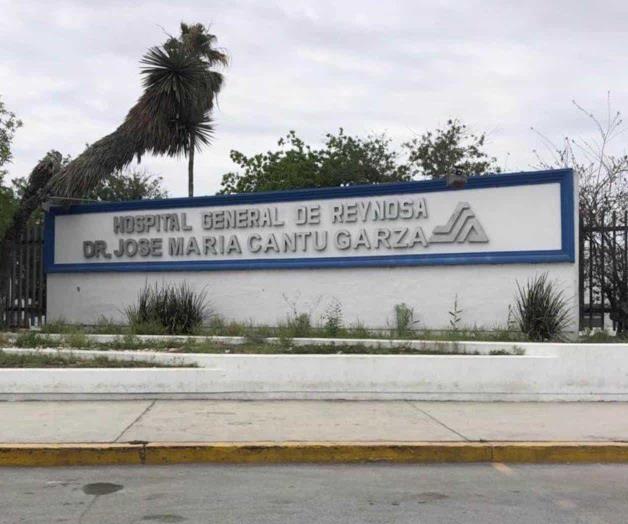 HOSPITAL GENERAL DE REYNOSA
DR. JOSE MARIA CANTU GARZA